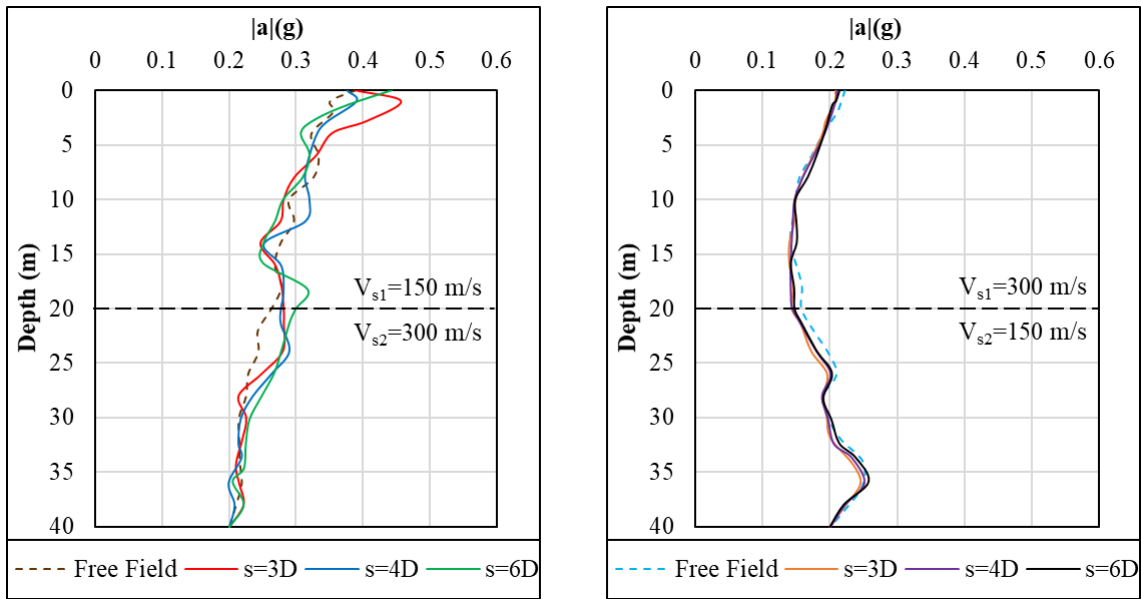 |a|(g)
0 0.1 0.2 0.3 0.4 0.5 0.6
0
5
10
15
20
25
30
35
40
Depth (m)
Vs1=150 m/s
Vs2=300 m/s
Free Field s=3D s=4D s=6D
|a|(g)
0 0.1 0.2 0.3 0.4 0.5 0.6
0
5
10
15
20
25
30
35
40
Depth (m)
Vs1=300 m/s
Vs2=150 m/s
Free Field s=3D s=4D s=6D